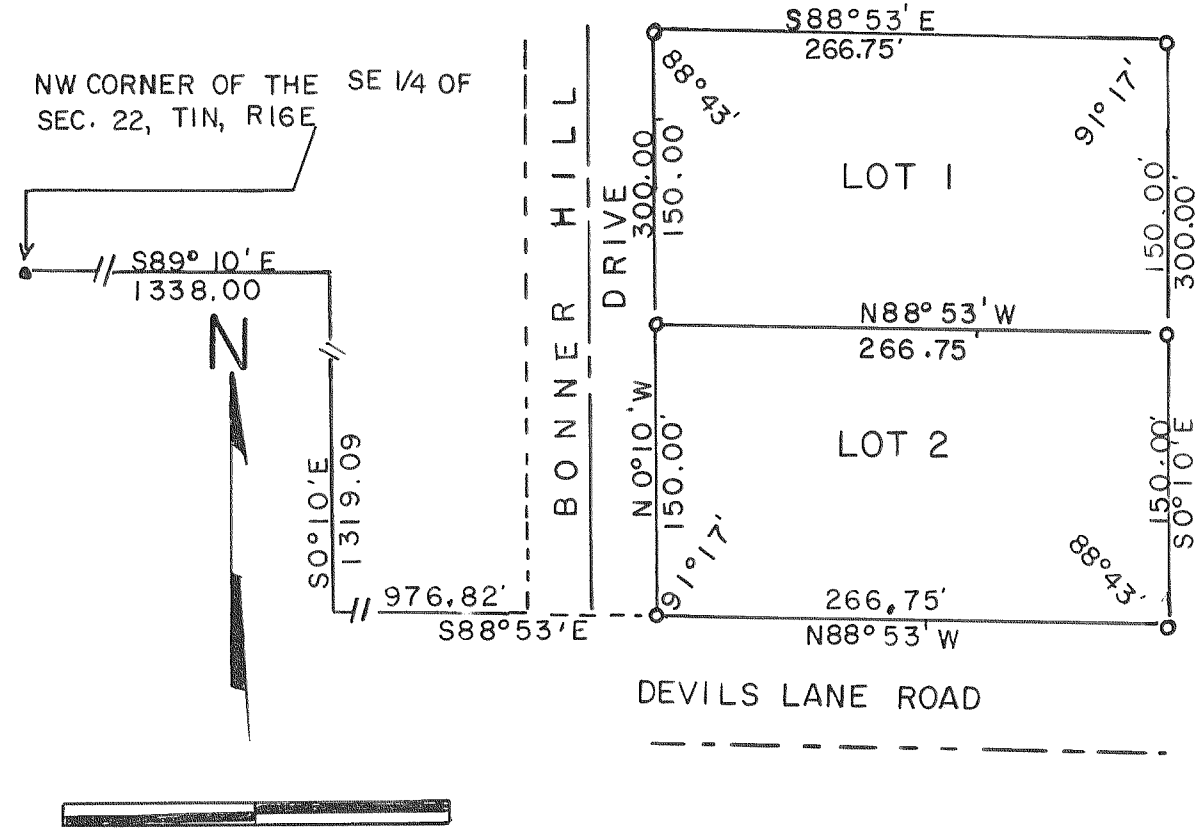 S88°53'E
266.75'
NW CORNER OF THE SE 1/4 OF
SEC. 22, T1N, R16E
88°43'
91°17'
LOT 1
BONNER HILL
DRIVE
300.00'
150.00'
150.00'
300.00'
S89°10'E
1338.00
N
N88°53'W
266.75'
LOT 2
N0°10'W
150.00'
150.00'
S0°10'E
S0°10'E
1319.09
91°17'
88°43'
976.82'
S88°53'E
266.75'
N88°53'W
DEVILS LANE ROAD